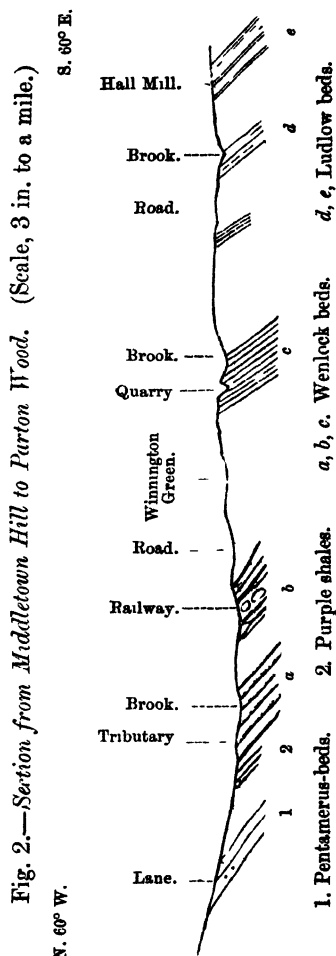 Fig. 2.—Section from Middletown Hill to Purton Wood. (Scale, 3 in. to a mile.)
N. 60° W.
S. 60° E.
Lane.
Tributary
Brook.
Railway.
Road.
Winnington
Green.
Quarry
Brook.
Road.
Brook.
Hall Mill.
1
2
a
b
c
d
e
1. Pentamerus-beds. 2. Purple shales. a, b, c. Wenlock beds. d, e, Ludlow beds.